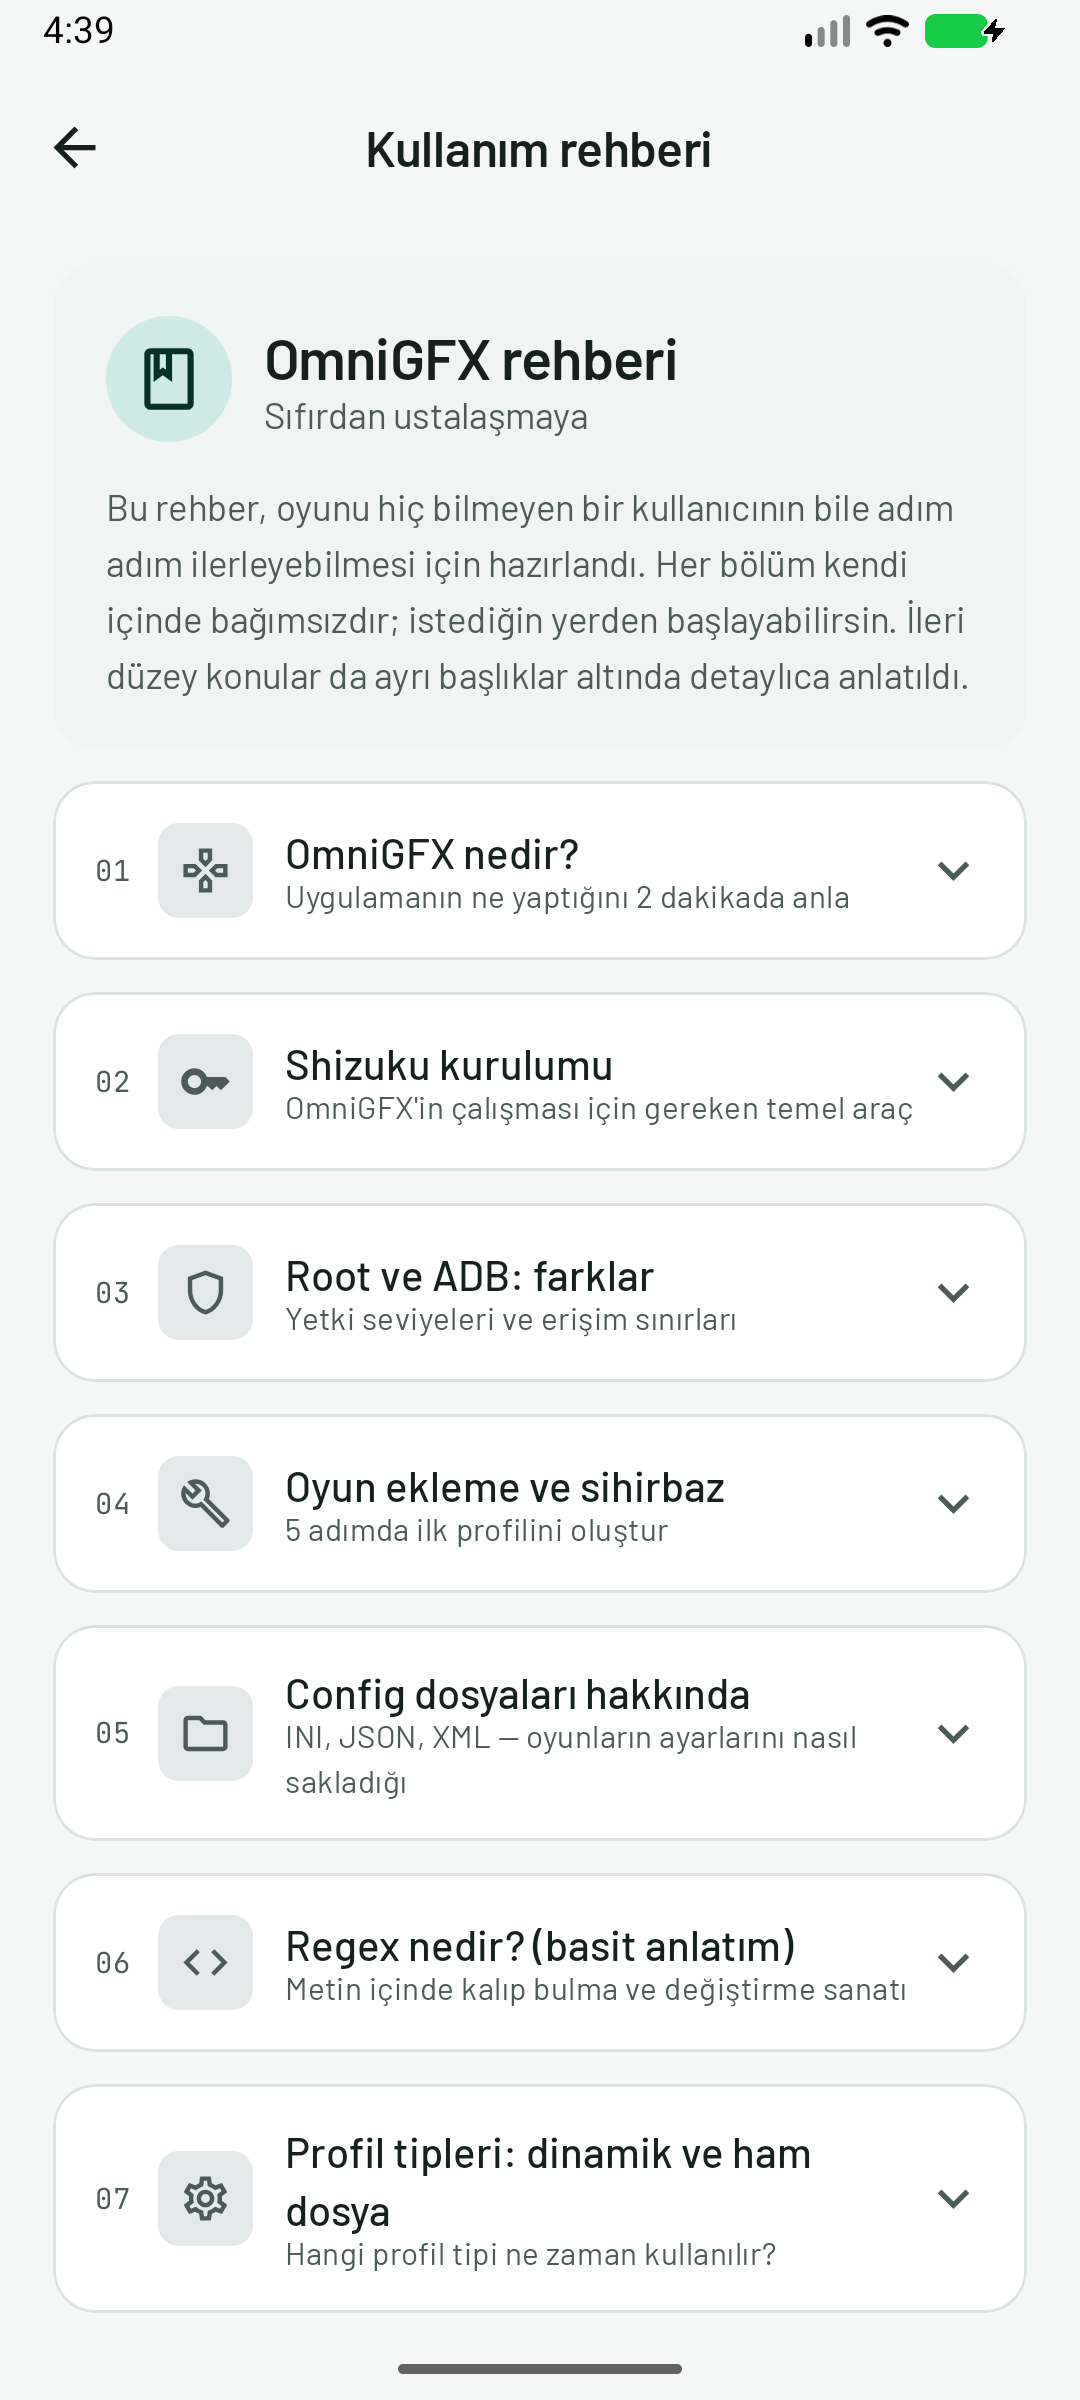 4:39
Kullanım rehberi
OmniGFX rehberi
Sıfırdan ustalaşmaya
Bu rehber, oyunu hiç bilmeyen bir kullanıcının bile adım
adım ilerleyebilmesi için hazırlandı. Her bölüm kendi
içinde bağımsızdır; istediğin yerden başlayabilirsin. İleri
düzey konular da ayrı başlıklar altında detaylıca anlatıldı.
01
OmniGFX nedir?
Uygulamanın ne yaptığını 2 dakikada anla
02
Shizuku kurulumu
OmniGFX'in çalışması için gereken temel araç
03
Root ve ADB: farklar
Yetki seviyeleri ve erişim sınırları
04
Oyun ekleme ve sihirbaz
5 adımda ilk profilini oluştur
05
Config dosyaları hakkında
INI, JSON, XML — oyunların ayarlarını nasıl
sakladığı
06
Regex nedir? (basit anlatım)
Metin içinde kalıp bulma ve değiştirme sanatı
07
Profil tipleri: dinamik ve ham
dosya
Hangi profil tipi ne zaman kullanılır?